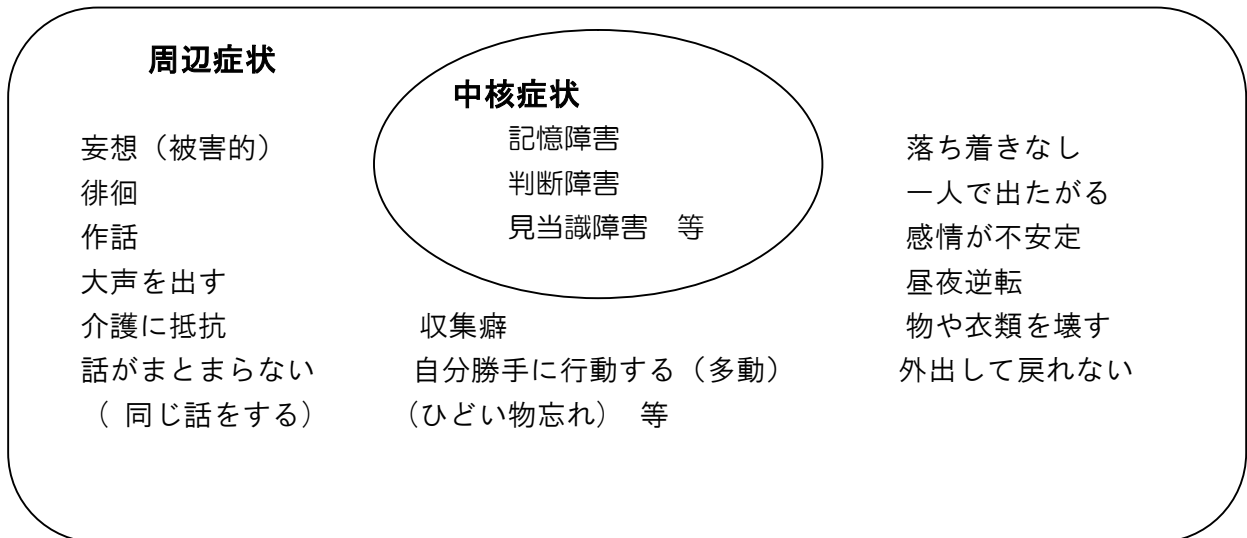 周辺症状
妄想（被害的）
徘徊
作話
大声を出す
介護に抵抗
話がまとまらない
（ 同じ話をする）
中核症状
記憶障害
判断障害
見当識障害　等
収集癖
自分勝手に行動する（多動）
（ひどい物忘れ）　等
落ち着きなし
一人で出たがる
感情が不安定
昼夜逆転
物や衣類を壊す
外出して戻れない